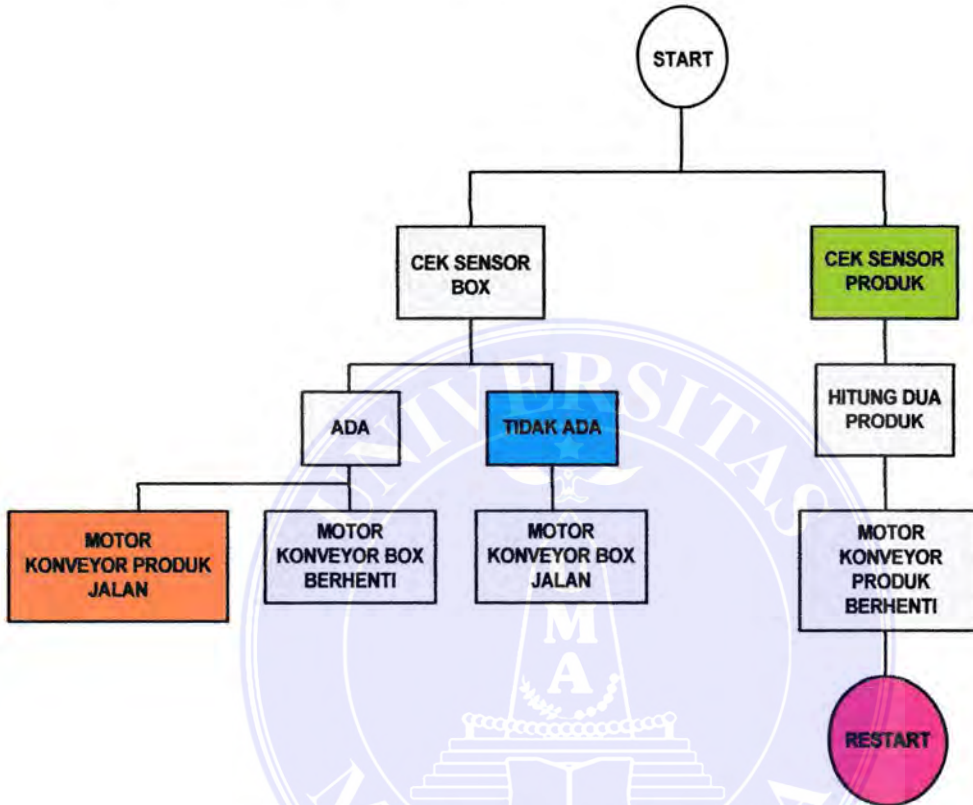 START
CEK SENSOR
BOX
CEK SENSOR
PRODUK
ADA
TIDAK ADA
HITUNG DUA
PRODUK
MOTOR
KONVEYOR PRODUK
JALAN
MOTOR
KONVEYOR BOX
BERHENTI
MOTOR
KONVEYOR BOX
JALAN
MOTOR
KONVEYOR
PRODUK
BERHENTI
RESTART
UNIVERSITAS
M
A